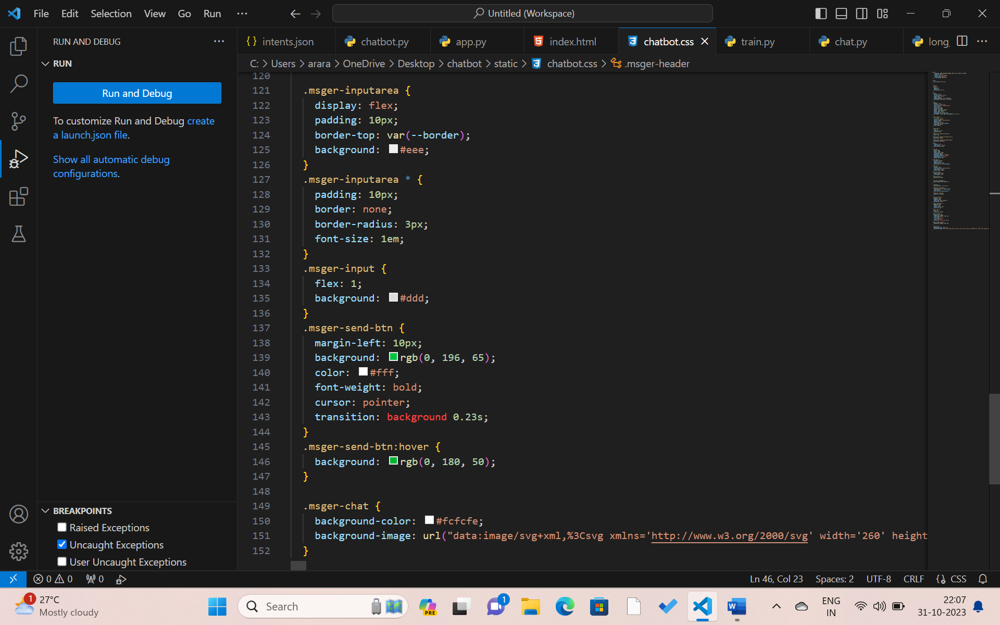 File Edit Selection View Go Run ··· Untitled (Workspace)
RUN AND DEBUG ···
RUN
Run and Debug
To customize Run and Debug create
a launch.json file.
Show all automatic debug
configurations.
BREAKPOINTS
Raised Exceptions
Uncaught Exceptions
User Uncaught Exceptions
{} intents.json chatbot.py app.py index.html chatbot.css train.py chat.py long_ ···
C: > Users > arara > OneDrive > Desktop > chatbot > static > chatbot.css > .msger-header
120
121 .msger-inputarea {
122 display: flex;
123 padding: 10px;
124 border-top: var(--border);
125 background: #eee;
126 }
127 .msger-inputarea * {
128 padding: 10px;
129 border: none;
130 border-radius: 3px;
131 font-size: 1em;
132 }
133 .msger-input {
134 flex: 1;
135 background: #ddd;
136 }
137 .msger-send-btn {
138 margin-left: 10px;
139 background: rgb(0, 196, 65);
140 color: #fff;
141 font-weight: bold;
142 cursor: pointer;
143 transition: background 0.23s;
144 }
145 .msger-send-btn:hover {
146 background: rgb(0, 180, 50);
147 }
148
149 .msger-chat {
150 background-color: #fcfcfe;
151 background-image: url("data:image/svg+xml,%3Csvg xmlns='http://www.w3.org/2000/svg' width='260' height
152 }
0 0 0 Ln 46, Col 23 Spaces: 2 UTF-8 CRLF {} CSS
1 27°C
Mostly cloudy
Search
PRE
1
W
ENG
IN
22:07
31-10-2023